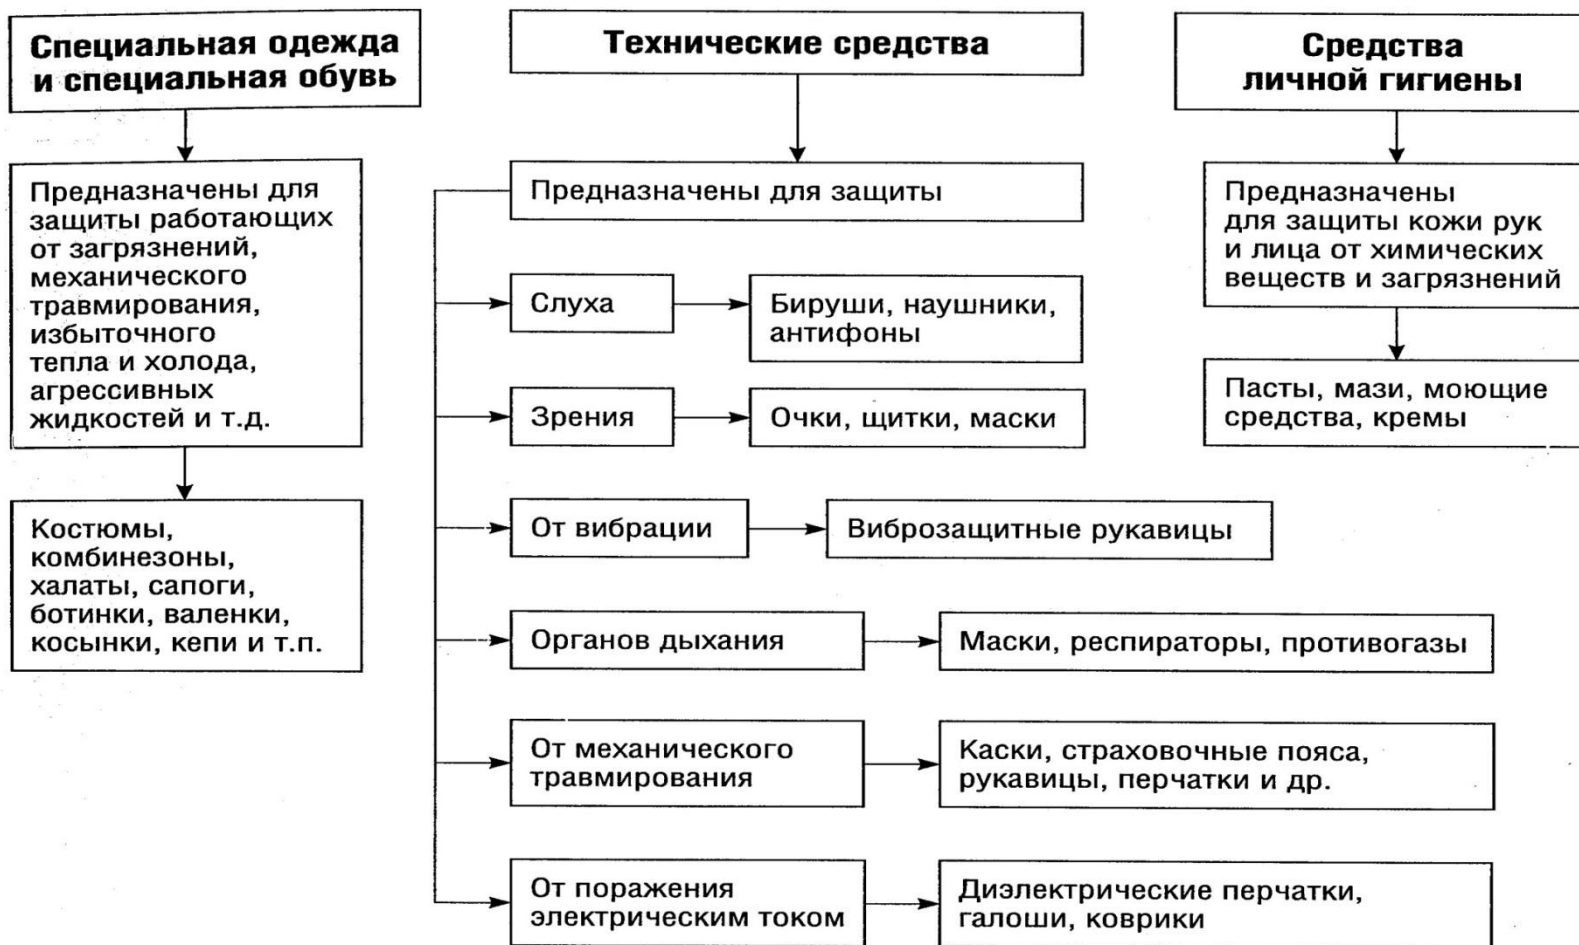 Специальная одежда
и специальная обувь
Предназначены для
защиты работающих
от загрязнений,
механического
травмирования,
избыточного
тепла и холода,
агрессивных
жидкостей и т.д.
Костюмы,
комбинезоны,
халаты, сапоги,
ботинки, валенки,
косынки, кепи и т.п.
Технические средства
Предназначены для защиты
Слуха
Бируши, наушники,
антифоны
Зрения
Очки, щитки, маски
От вибрации
Виброзащитные рукавицы
Органов дыхания
Маски, респираторы, противогазы
От механического
травмирования
Каски, страховочные пояса,
рукавицы, перчатки и др.
От поражения
электрическим током
Диэлектрические перчатки,
галоши, коврики
Средства
личной гигиены
Предназначены
для защиты кожи рук
и лица от химических
веществ и загрязнений
Пасты, мази, моющие
средства, кремы